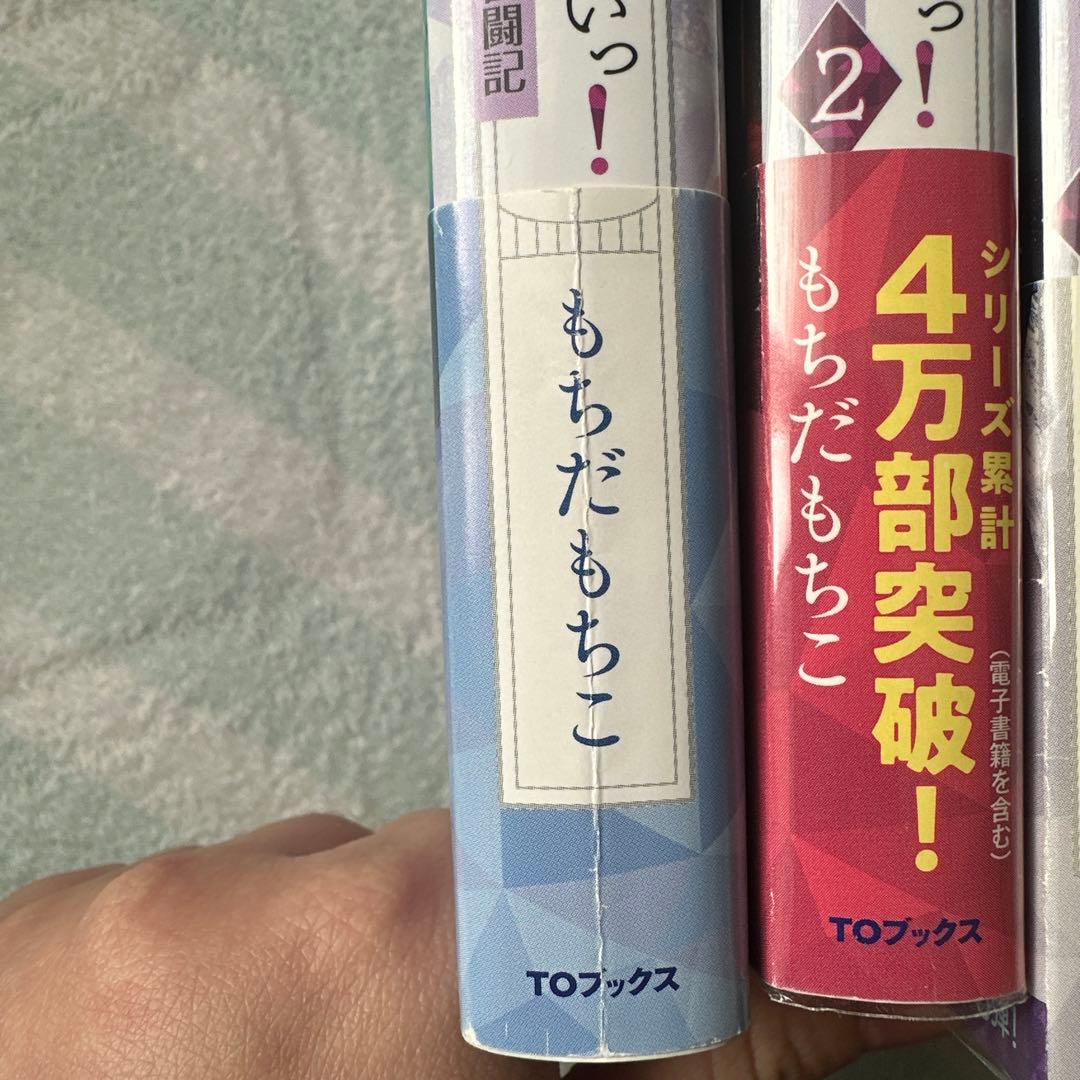 いっ！
闘記
もちだもちこ
TOブックス
っ！
2
シリーズ累計
4万部突破！
（電子書籍を含む）
もちだもちこ
TOブックス